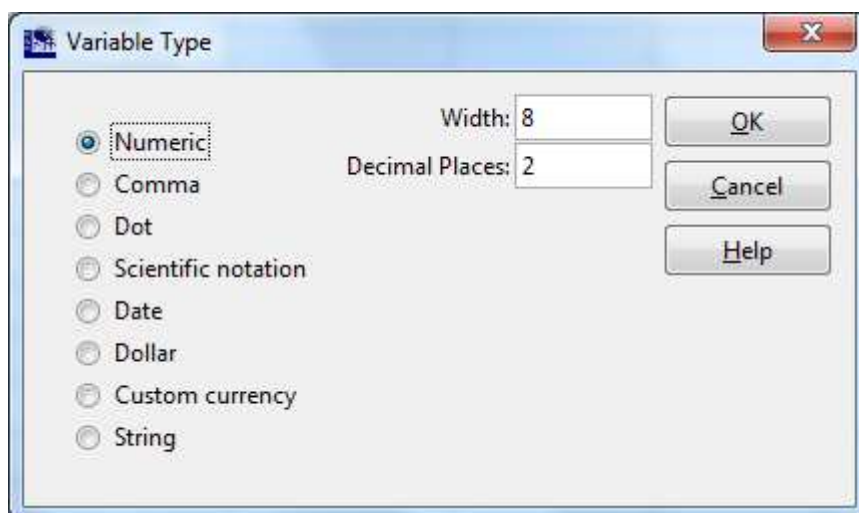 Variable Type
Numeric
Comma
Dot
Scientific notation
Date
Dollar
Custom currency
String
Width: 8
Decimal Places: 2
OK
Cancel
Help